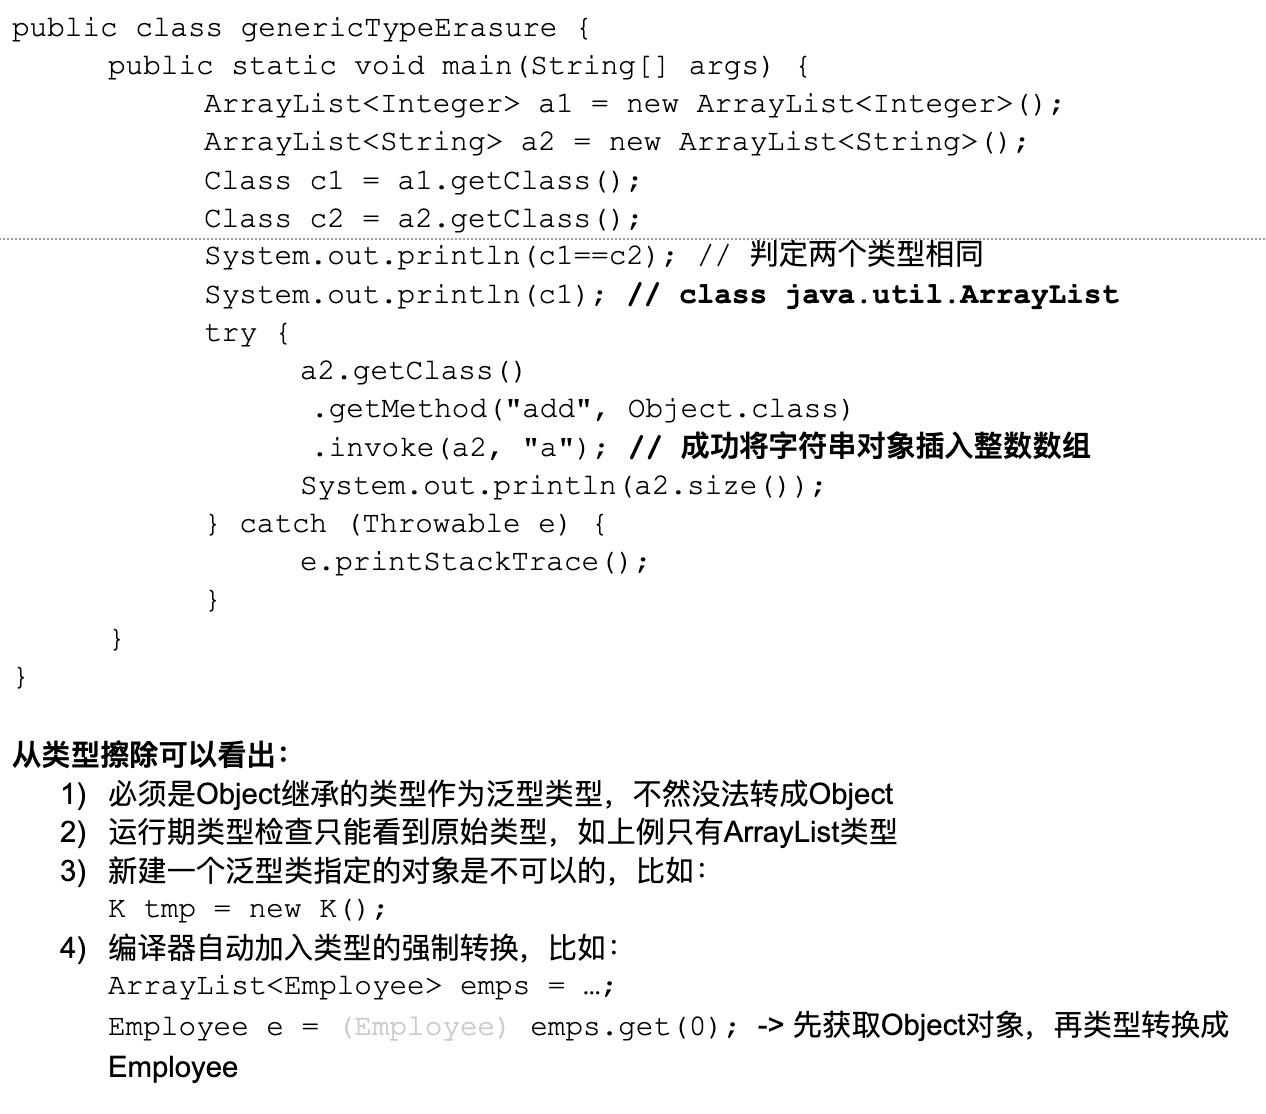 public class genericTypeErasure {
public static void main(String[] args) {
ArrayList<Integer> a1 = new ArrayList<Integer>();
ArrayList<String> a2 = new ArrayList<String>();
Class c1 = a1.getClass();
Class c2 = a2.getClass();
System.out.println(c1==c2); // 判定两个类型相同
System.out.println(c1); // class java.util.ArrayList
try {
a2.getClass()
.getMethod("add", Object.class)
.invoke(a2, "a"); // 成功将字符串对象插入整数数组
System.out.println(a2.size());
} catch (Throwable e) {
e.printStackTrace();
}
}
}
从类型擦除可以看出：
1) 必须是Object继承的类型作为泛型类型，不然没法转成Object
2) 运行期类型检查只能看到原始类型，如上例只有ArrayList类型
3) 新建一个泛型类指定的对象是不可以的，比如：
K tmp = new K();
4) 编译器自动加入类型的强制转换，比如：
ArrayList<Employee> emps = …;
Employee e = (Employee) emps.get(0); -> 先获取Object对象，再类型转换成
Employee